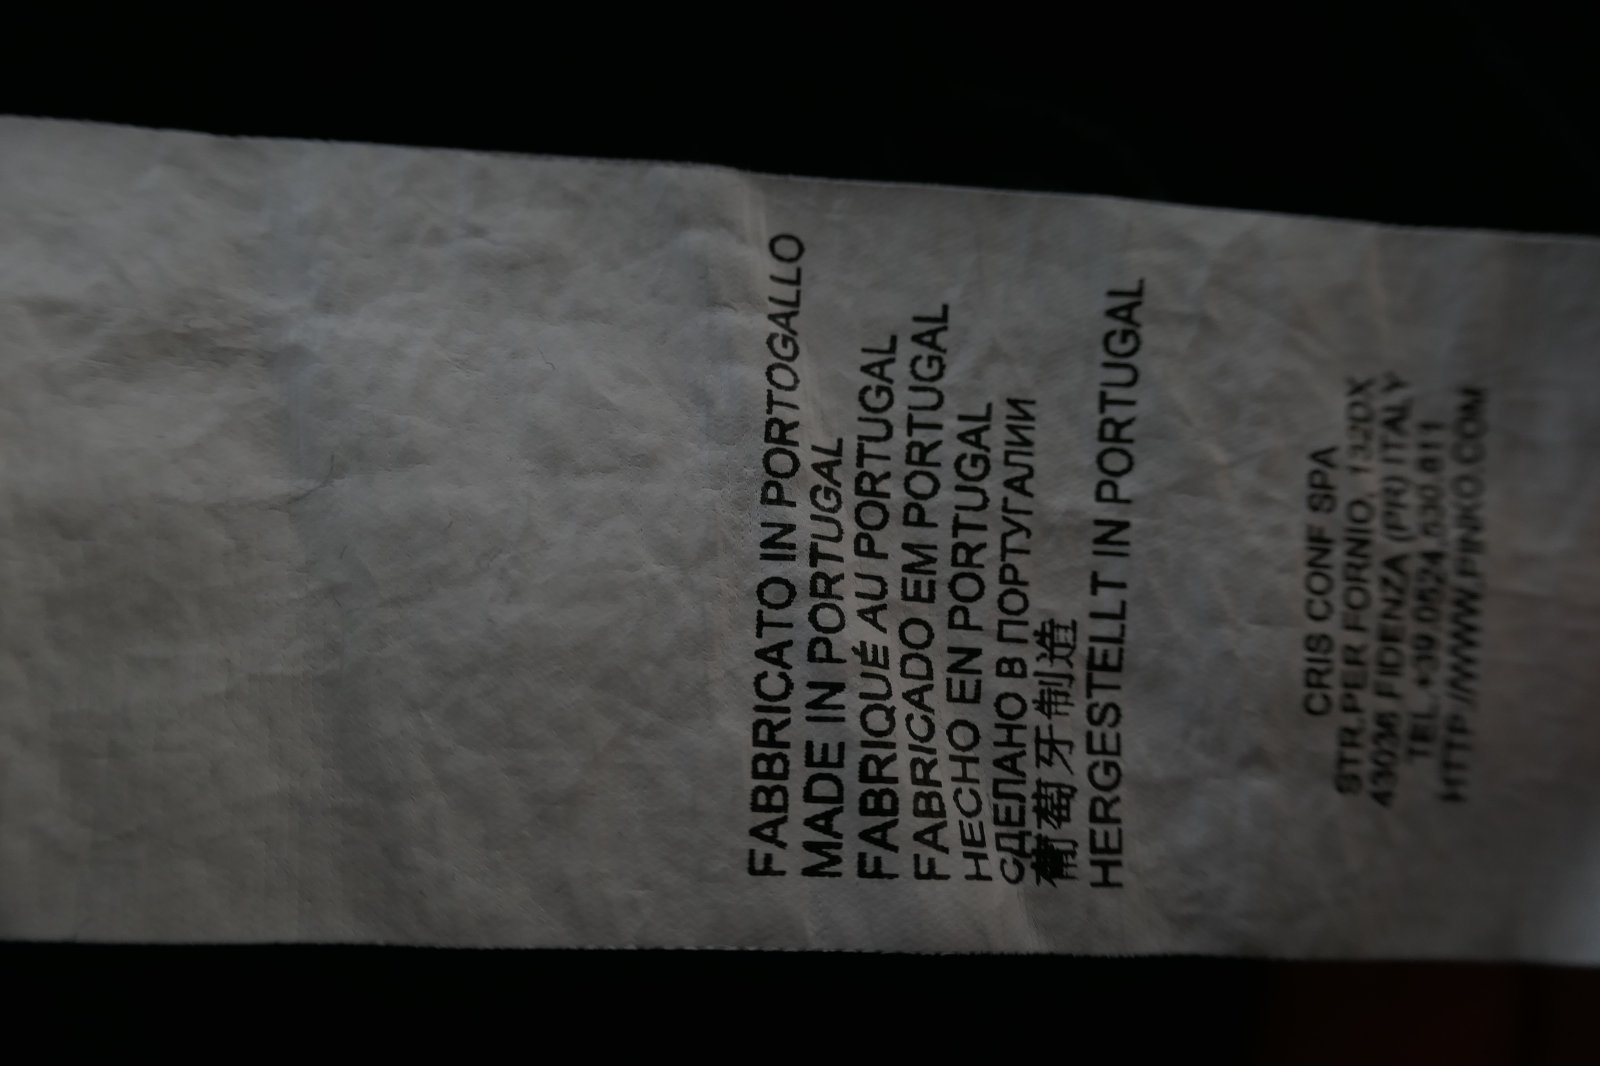 FABBRICATO IN PORTOGALLO
MADE IN PORTUGAL
FABRIQUÉ AU PORTUGAL
FABRICADO EM PORTUGAL
HECHO EN PORTUGAL
СДЕЛАНО В ПОРТУГАЛИИ
葡萄牙制造
HERGESTELLT IN PORTUGAL
CRIS CONF SPA
STR.PER FORNIO, 132DX
43036 FIDENZA (PR) ITALY
TEL.+39.0524.530.611
HTTP://WWW.PINKO.COM